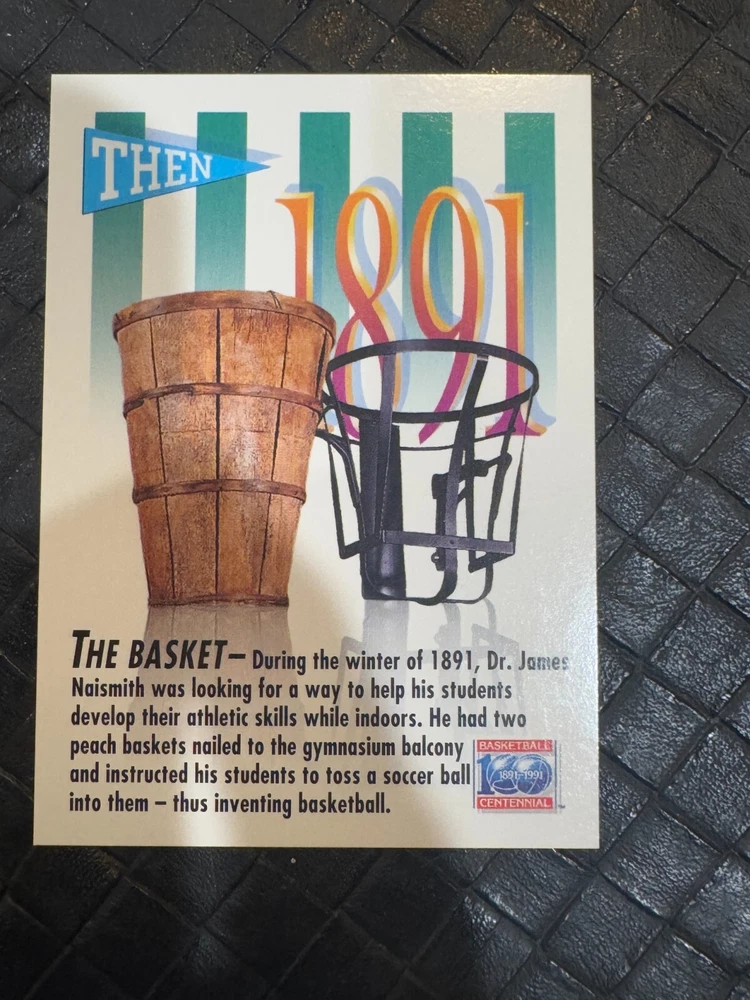 THEN
1891
THE BASKET– During the winter of 1891, Dr. James
Naismith was looking for a way to help his students
develop their athletic skills while indoors. He had two
peach baskets nailed to the gymnasium balcony
and instructed his students to toss a soccer ball
into them – thus inventing basketball.
BASKETBALL
100
1891-1991
CENTENNIAL